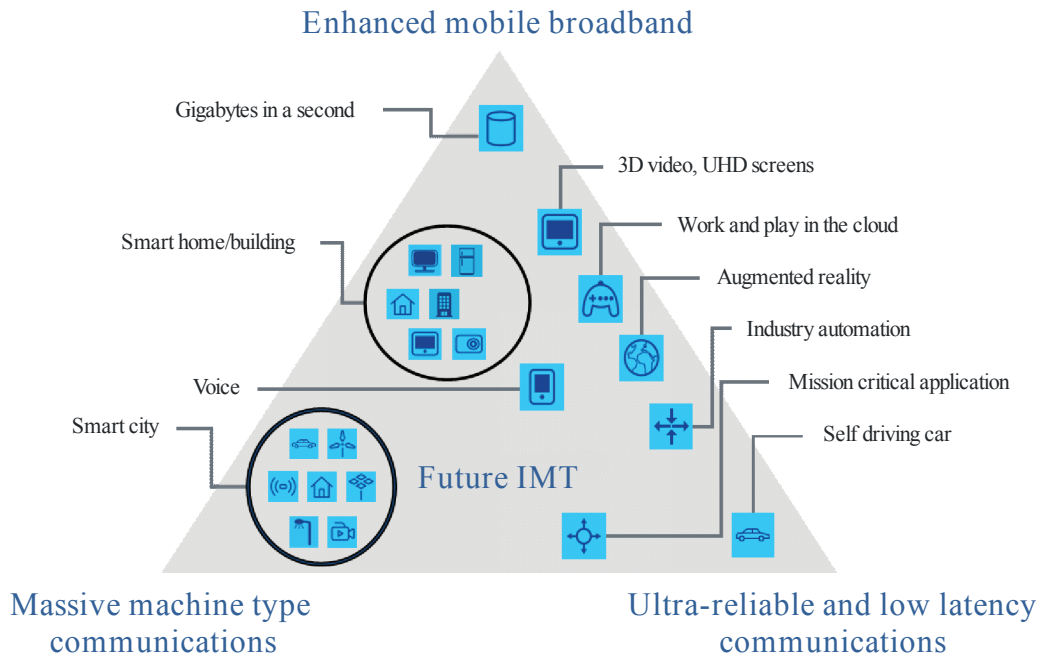 Enhanced mobile broadband
Gigabytes in a second
3D video, UHD screens
Work and play in the cloud
Smart home/building
Augmented reality
Industry automation
Voice
Mission critical application
Smart city
Self driving car
Future IMT
Massive machine type
communications
Ultra-reliable and low latency
communications